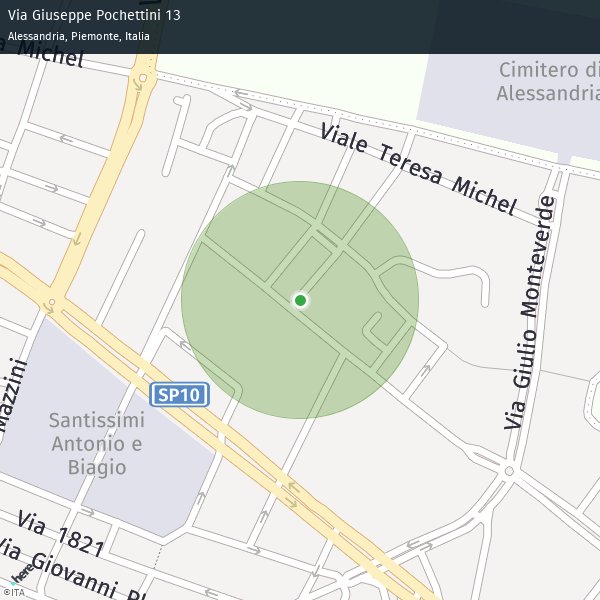 Via Giuseppe Pochettini 13
Alessandria, Piemonte, Italia
Michel
Cimitero di
Alessandria
Viale Teresa Michel
Via Giulio Monteverde
SP10
Mazzini
Santissimi
Antonio e
Biagio
Via 1821
Via Giovanni
here
©ITA